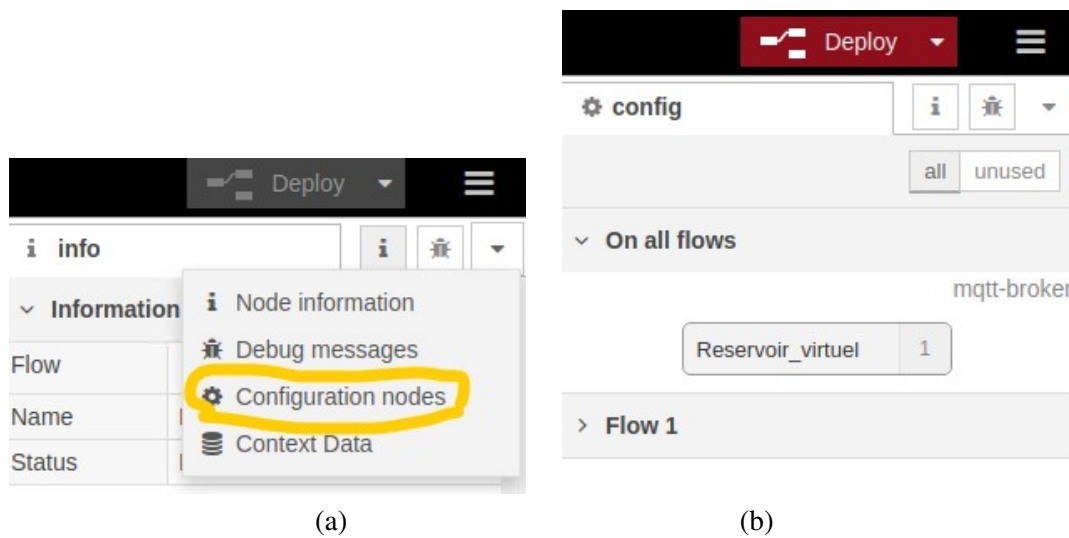 Deploy
info
Information
Node information
Debug messages
Configuration nodes
Context Data
Flow
Name
Status
(a)
Deploy
config
all unused
On all flows
mqtt-broker
Reservoir_virtuel 1
Flow 1
(b)